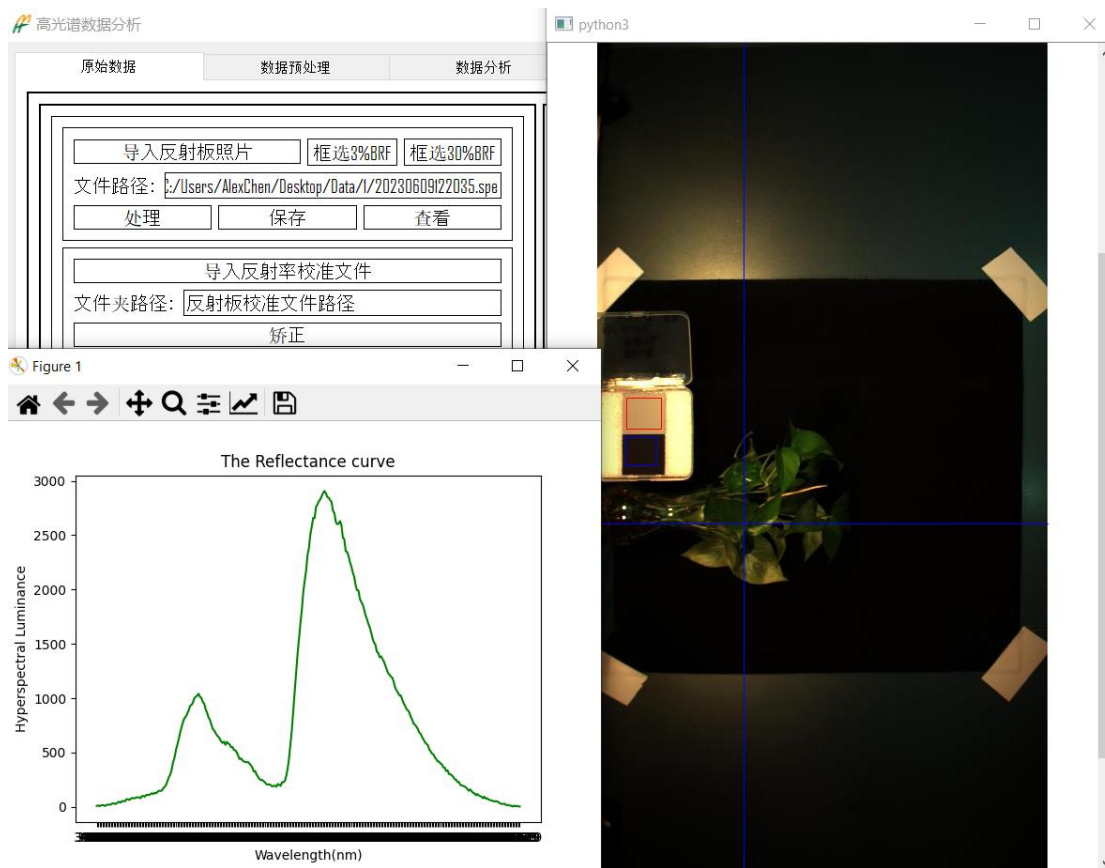 高光谱数据分析
python3
原始数据
数据预处理
数据分析
导入反射板照片
框选3%BRF
框选30%BRF
文件路径:
C:/Users/AlexChen/Desktop/Data/1/20230609122035.spe
处理
保存
查看
导入反射率校准文件
文件夹路径:
反射板校准文件路径
矫正
Figure 1
The Reflectance curve
Hyperspectral Luminance
3000
2500
2000
1500
1000
500
0
Wavelength(nm)